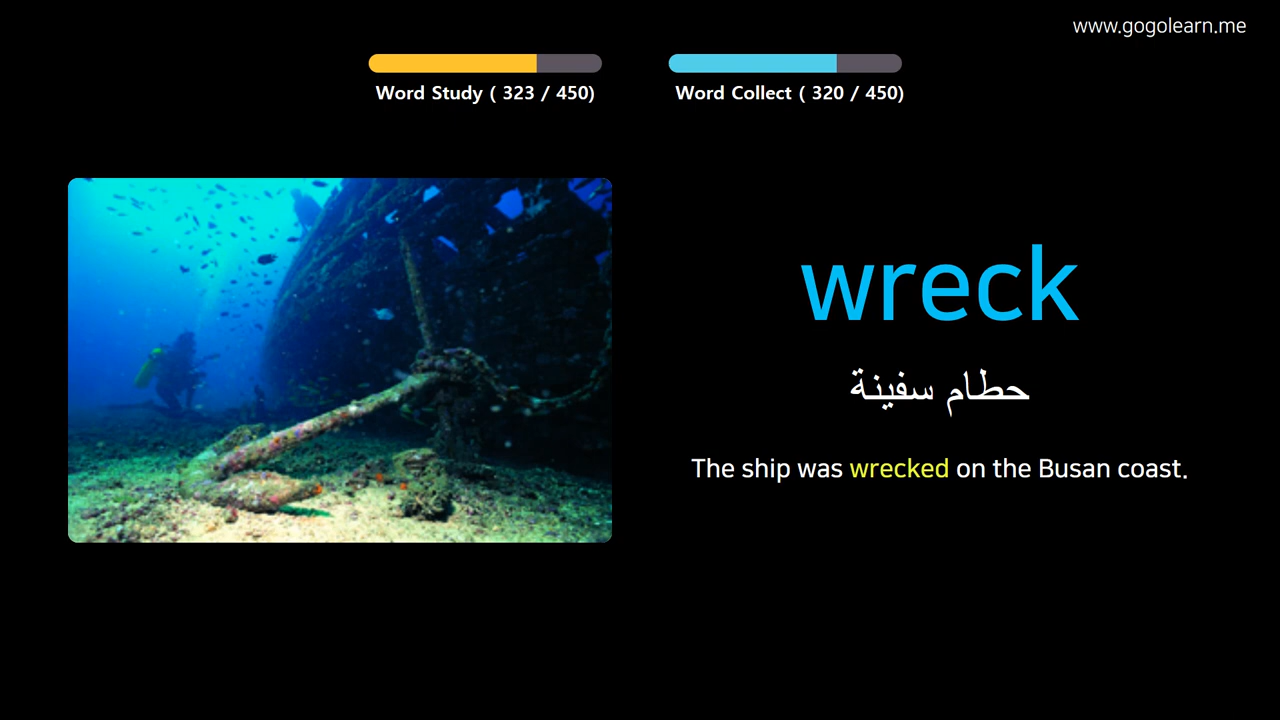 www.gogolearn.me
Word Study ( 323 / 450)
Word Collect ( 320 / 450)
wreck
حطام سفينة
The ship was wrecked on the Busan coast.